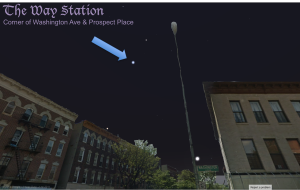 The Way Station
Corner of Washington Ave & Prospect Place